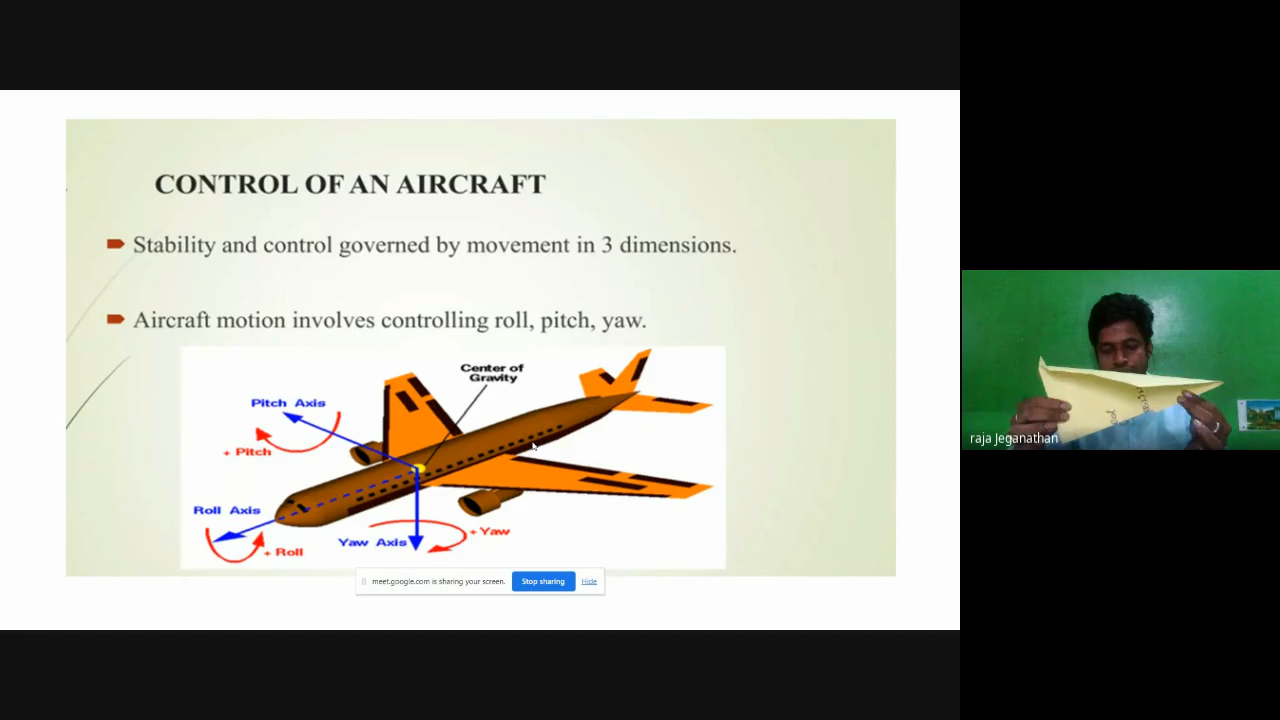 CONTROL OF AN AIRCRAFT
Stability and control governed by movement in 3 dimensions.
Aircraft motion involves controlling roll, pitch, yaw.
Center of
Gravity
Pitch Axis
+ Pitch
Roll Axis
+ Roll
Yaw Axis
+ Yaw
meet.google.com is sharing your screen.
Stop sharing
Hide
raja Jeganathan